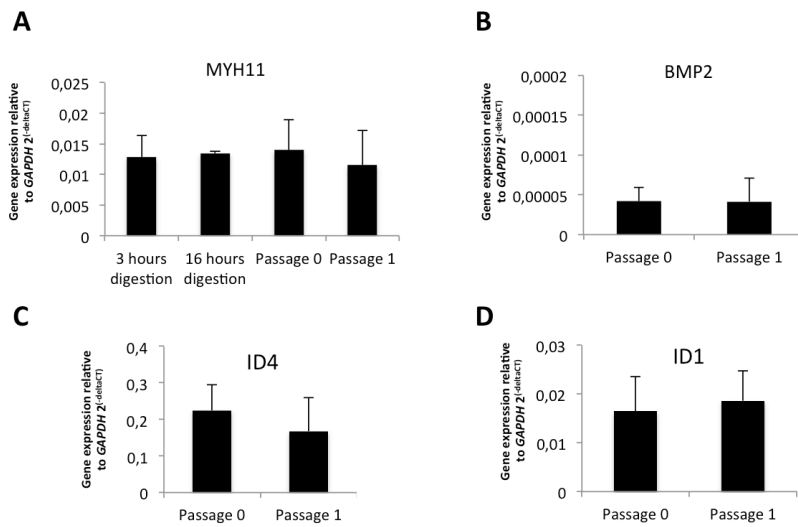 A
MYH11
Gene expression relative
to GAPDH 2(-deltaCT)
0,025
0,02
0,015
0,01
0,005
0
3 hours
digestion
16 hours
digestion
Passage 0
Passage 1
B
BMP2
Gene expression relative
to GAPDH 2(-deltaCT)
0,0002
0,00015
0,0001
0,00005
0
Passage 0
Passage 1
C
ID4
Gene expression relative
to GAPDH 2(-deltaCT)
0,4
0,3
0,2
0,1
0
Passage 0
Passage 1
D
ID1
Gene expression relative
to GAPDH 2(-deltaCT)
0,03
0,02
0,01
0
Passage 0
Passage 1